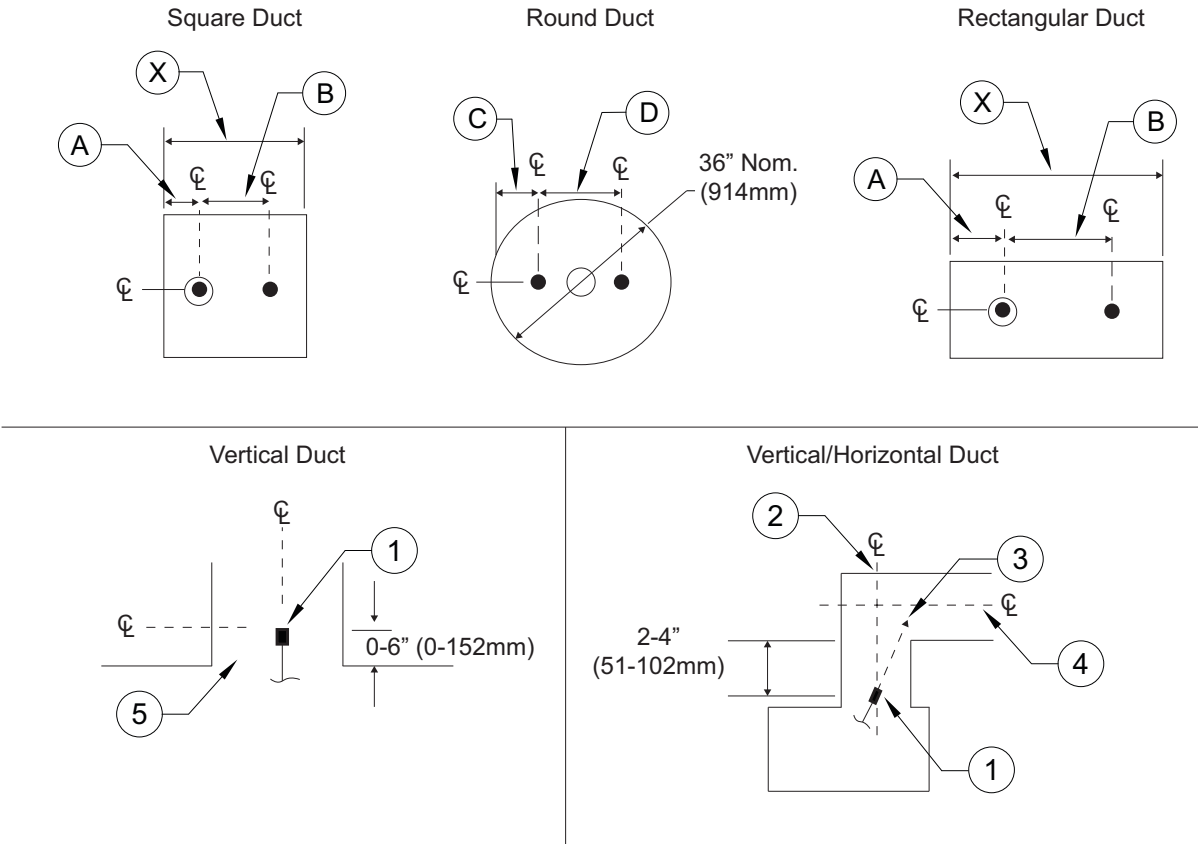 Square Duct
Round Duct
Rectangular Duct
X
B
A
℄
℄
℄
C
D
℄
℄
36” Nom.
(914mm)
℄
X
B
A
℄
℄
℄
Vertical Duct
℄
1
℄
0-6” (0-152mm)
5
Vertical/Horizontal Duct
2
℄
3
℄
2-4”
(51-102mm)
4
1